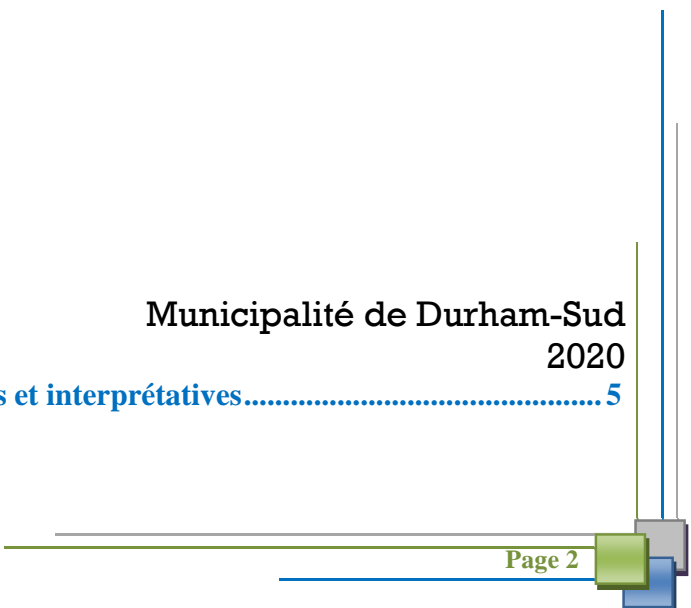 Municipalité de Durham-Sud
2020
s et interprétatives............................................... 5
Page 2